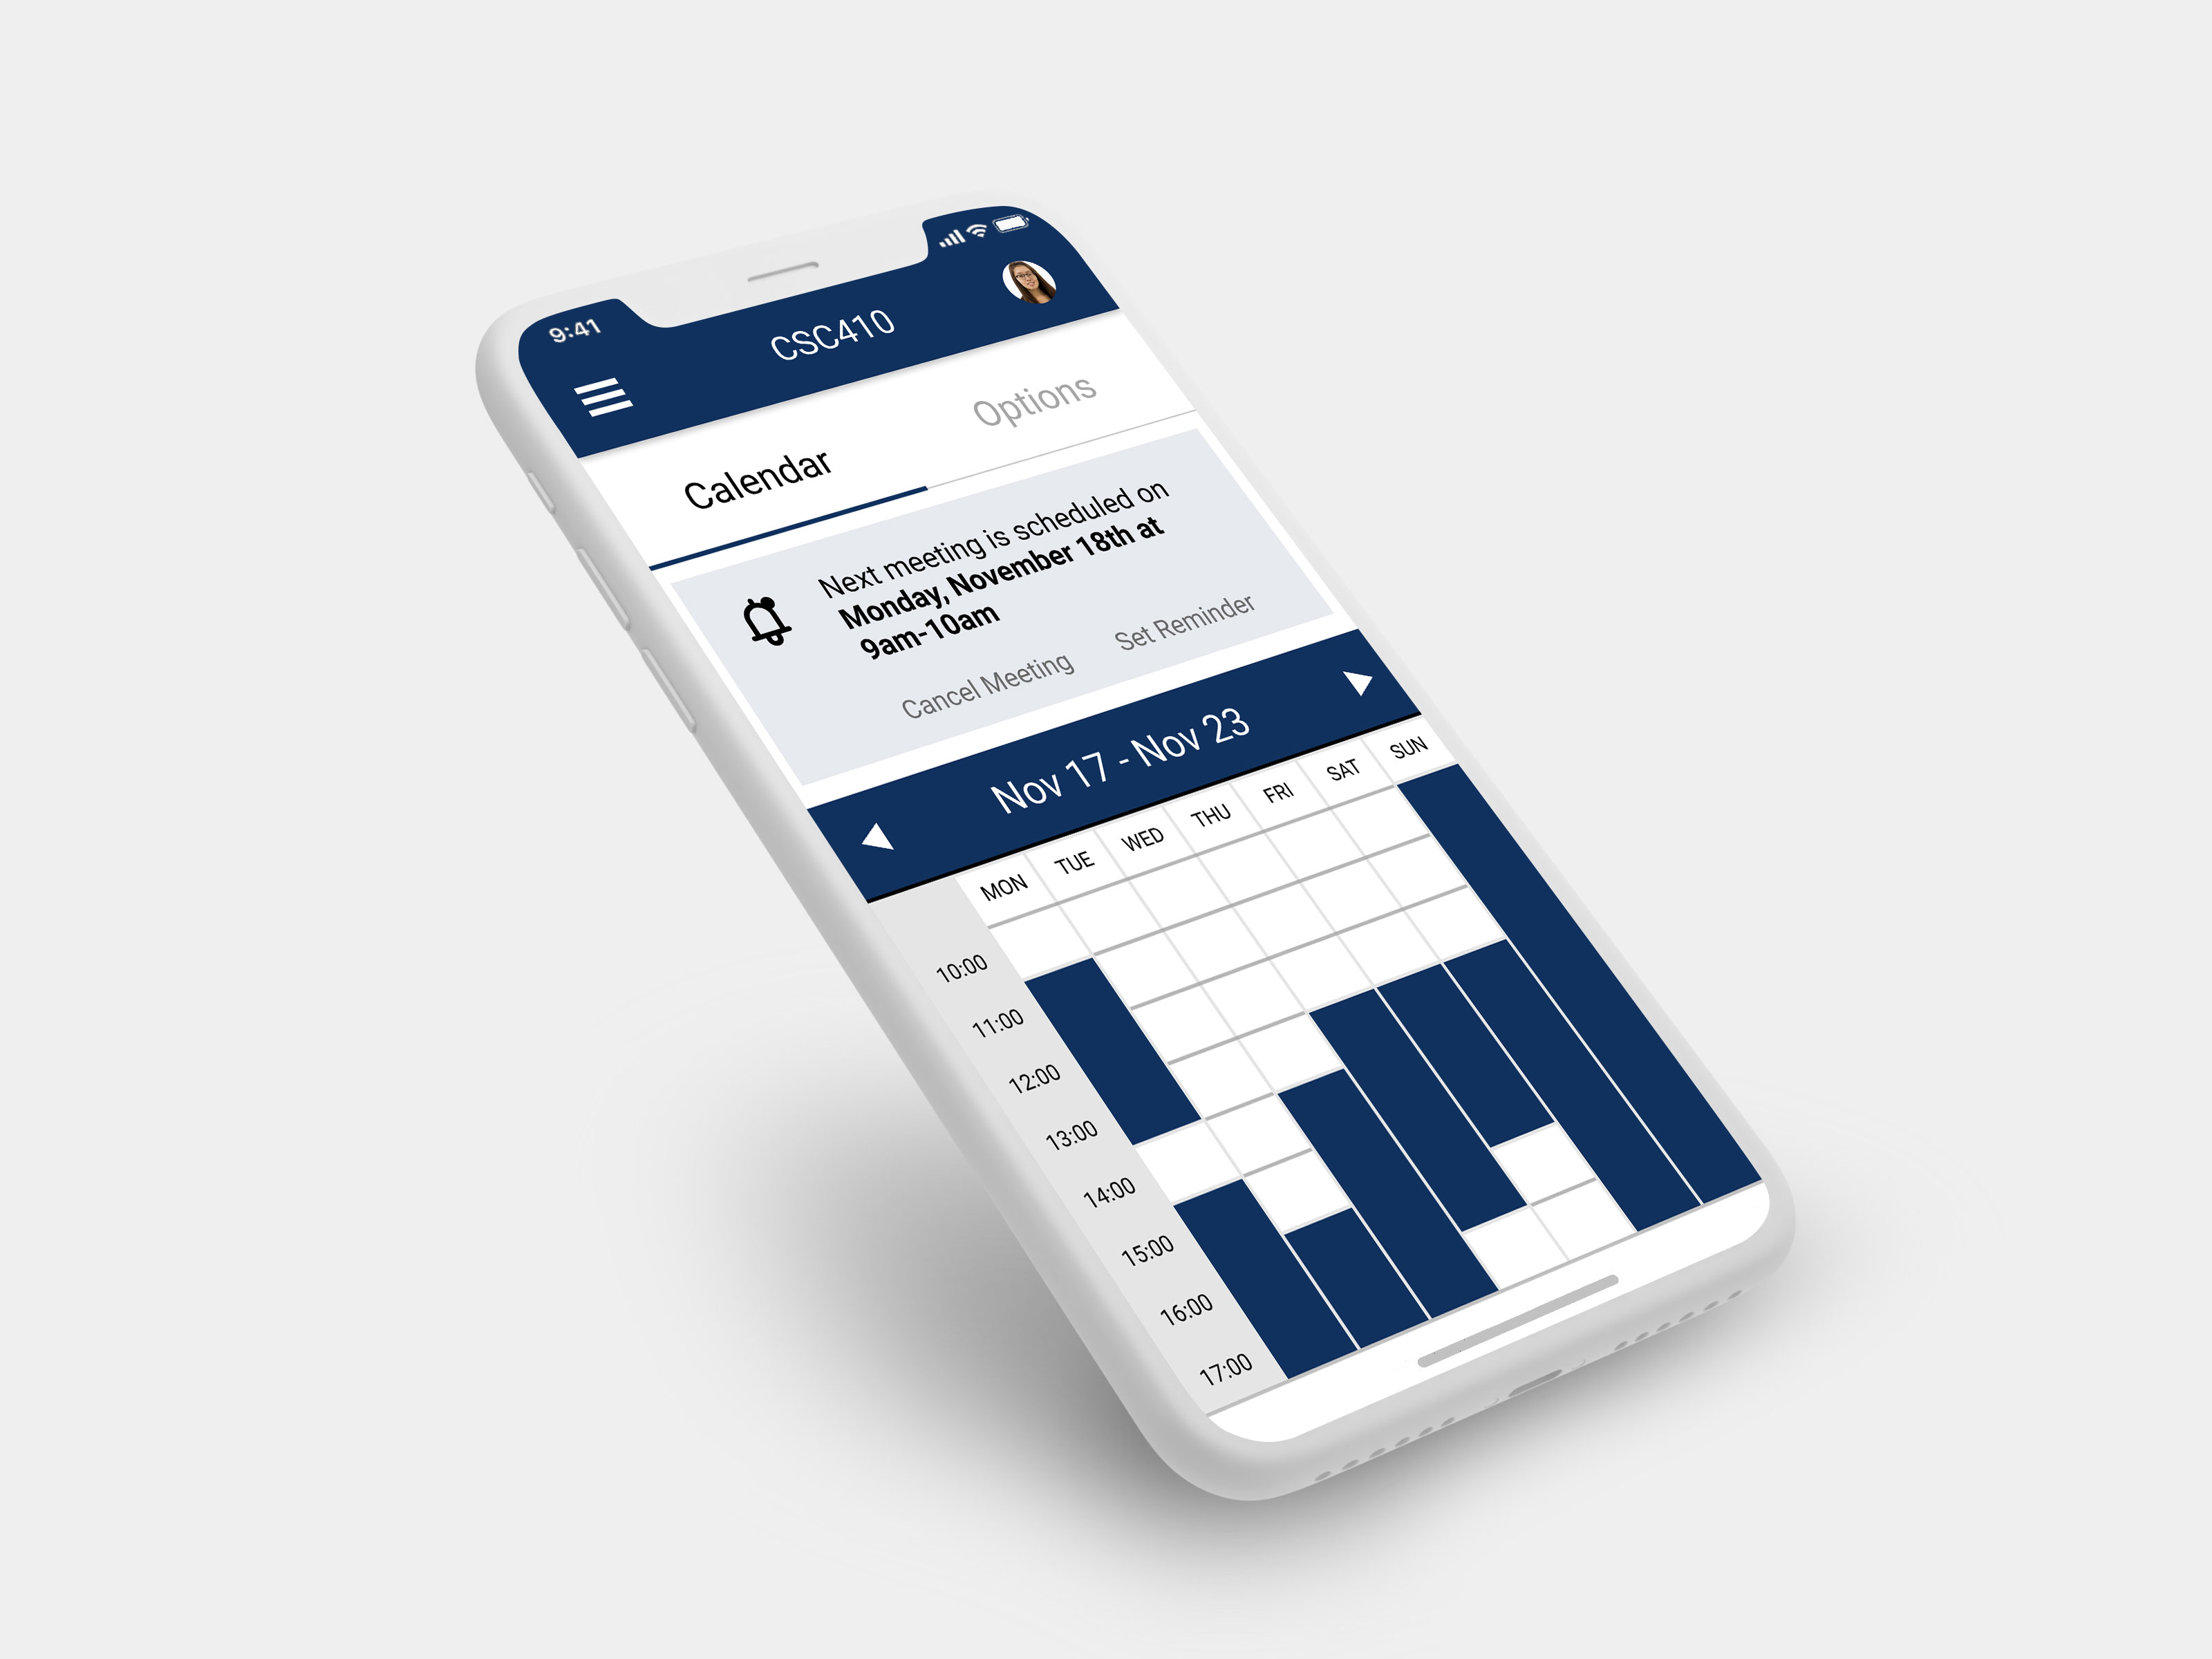 9:41
CSC410
Calendar
Options
Next meeting is scheduled on
Monday, November 18th at
9am-10am
Cancel Meeting
Set Reminder
Nov 17 - Nov 23
MON TUE WED THU FRI SAT SUN
10:00
11:00
12:00
13:00
14:00
15:00
16:00
17:00